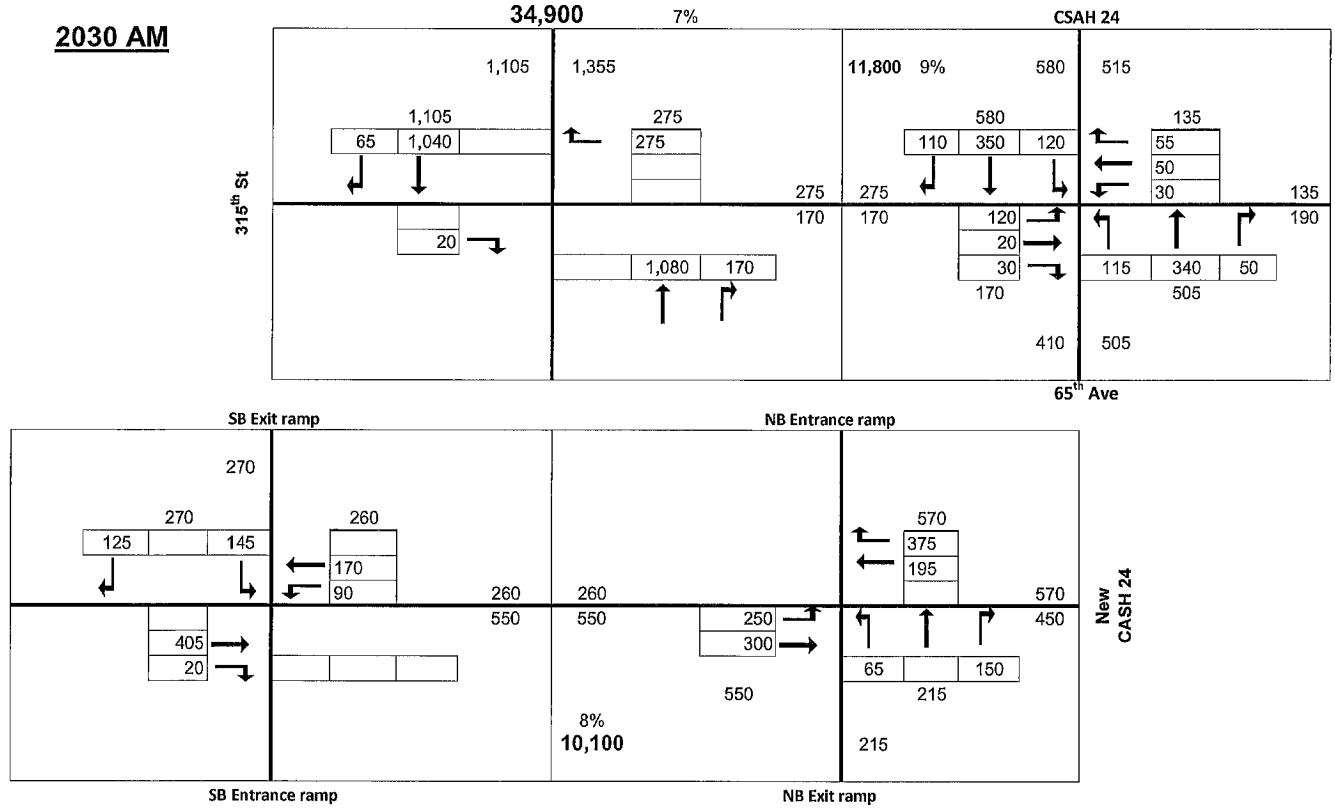 34,900 7% CSAH 24
2030 AM
1,105 1,355 11,800 9% 580 515
1,105 275 580 135
65 1,040 275 110 350 120 55
50
30
315th St
275 275 135
170 170 190
20 120
20
30
1,080 170 115 340 50
170 505
410 505
65th Ave
SB Exit ramp NB Entrance ramp
270
270 260 570
125 145 375
170 195
90
260 260 570
550 550 450
New
CASH 24
405 250
20 300
65 150
550 215
8%
10,100 215
SB Entrance ramp NB Exit ramp